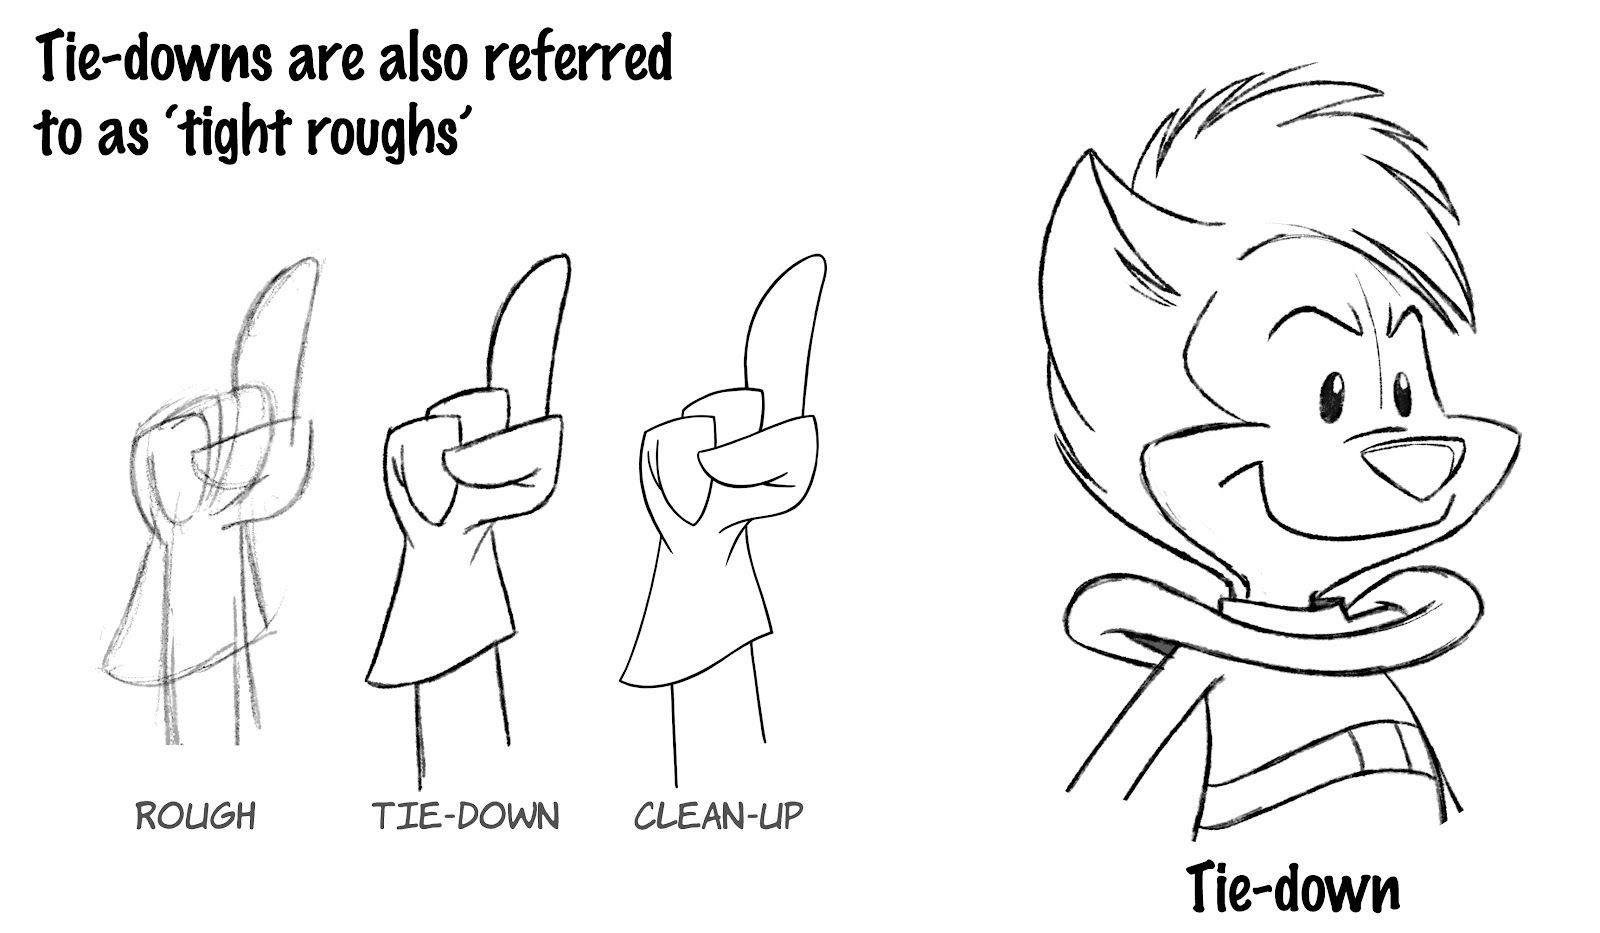 Tie-downs are also referred
to as ‘tight roughs’
ROUGH
TIE-DOWN
CLEAN-UP
Tie-down